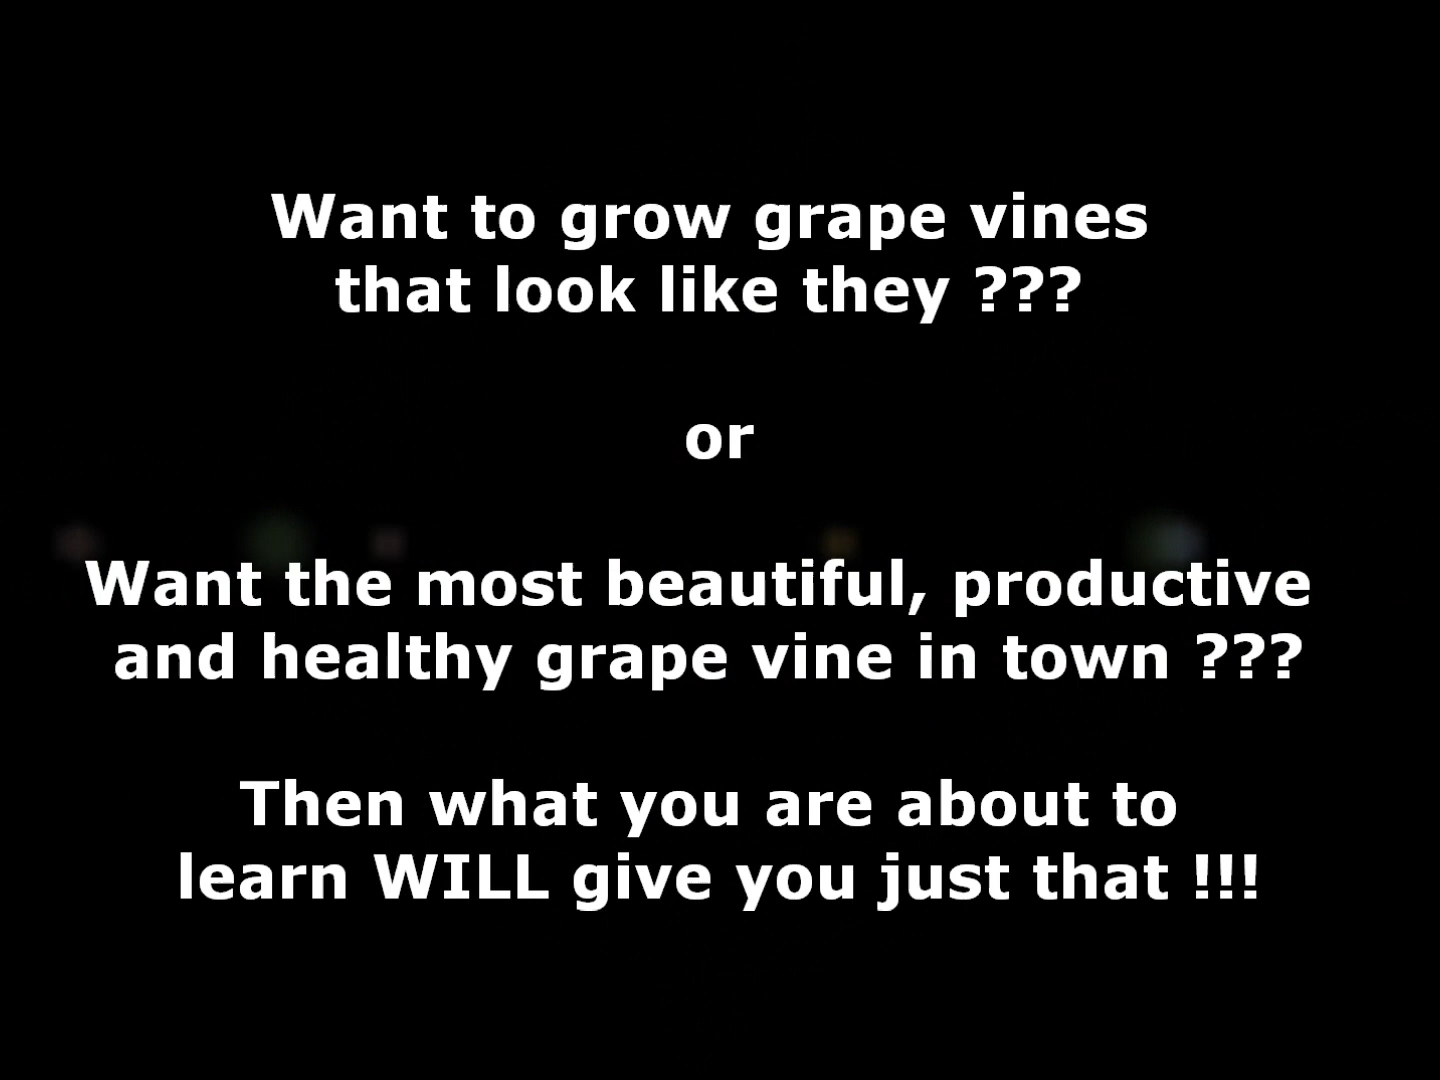 Want to grow grape vines
that look like they ???
or
Want the most beautiful, productive
and healthy grape vine in town ???
Then what you are about to
learn WILL give you just that !!!